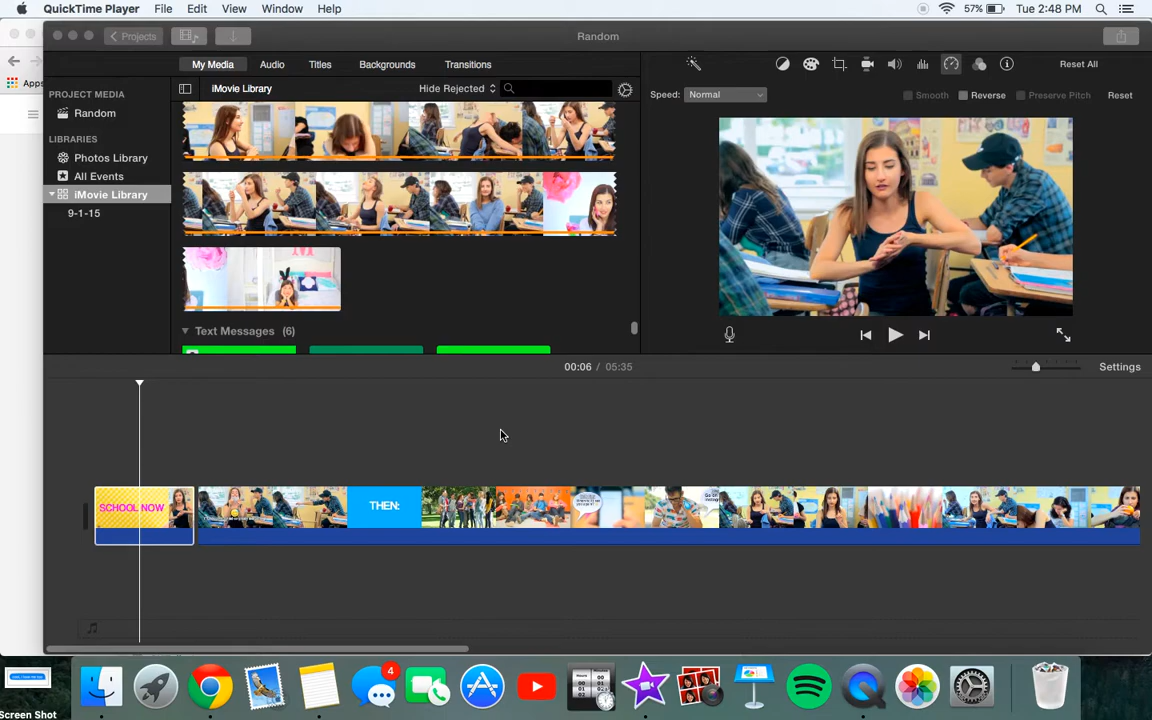 QuickTime Player File Edit View Window Help 57% Tue 2:48 PM
Projects Random
Apps
My Media Audio Titles Backgrounds Transitions Reset All
PROJECT MEDIA
Random
LIBRARIES
Photos Library
All Events
iMovie Library
9-1-15
iMovie Library Hide Rejected
Speed: Normal Smooth Reverse Preserve Pitch Reset
Text Messages (6)
00:06 / 05:35 Settings
SCHOOL NOW
THEN:
4
Screen Shot